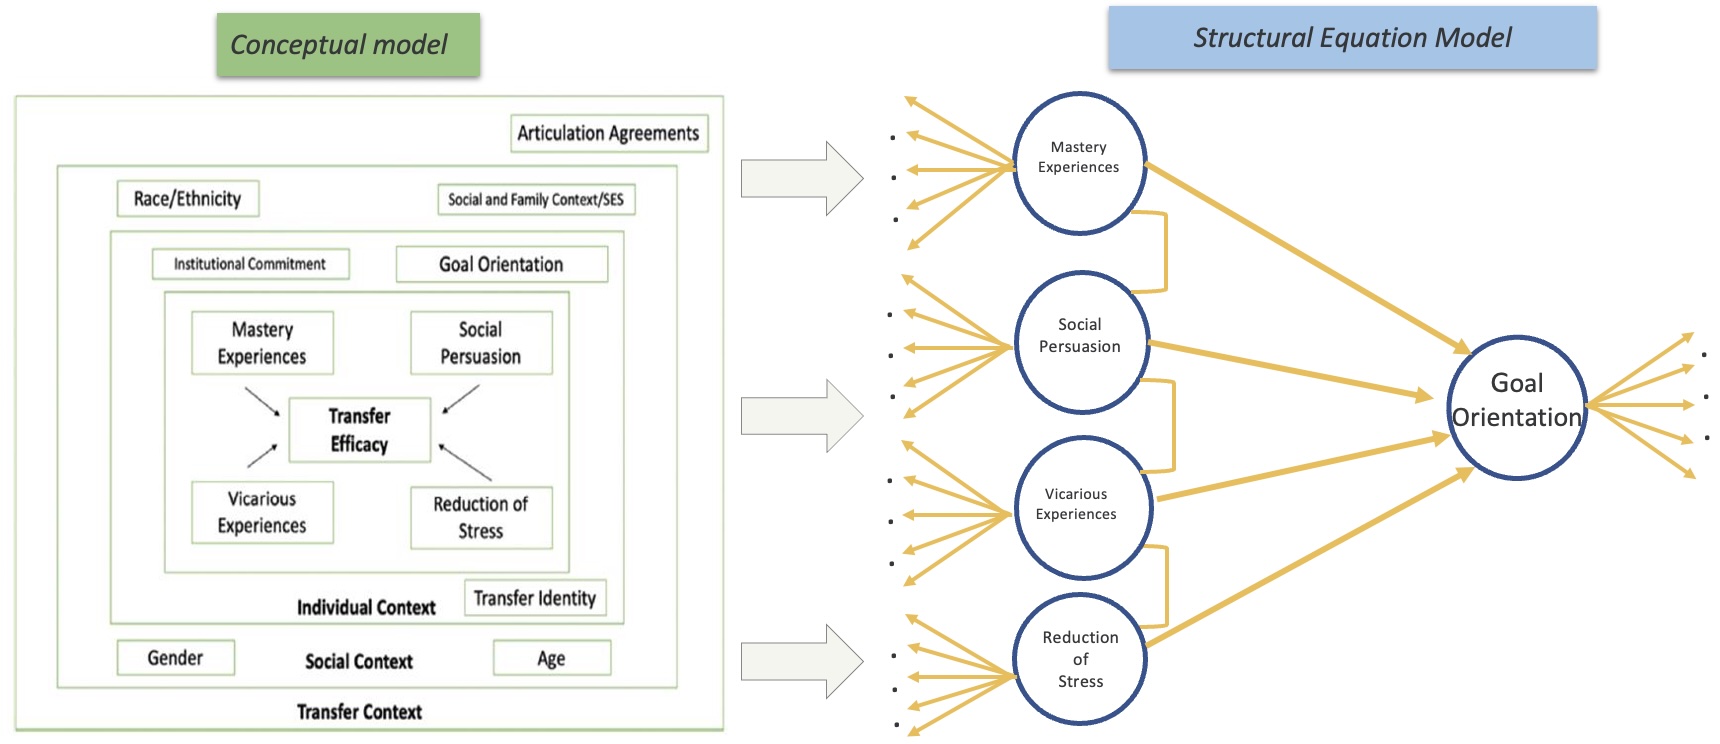 Conceptual model
Articulation Agreements
Race/Ethnicity
Social and Family Context/SES
Institutional Commitment
Goal Orientation
Mastery
Experiences
Social
Persuasion
Transfer
Efficacy
Vicarious
Experiences
Reduction of
Stress
Individual Context
Transfer Identity
Gender
Social Context
Age
Transfer Context
Structural Equation Model
Mastery
Experiences
Social
Persuasion
Vicarious
Experiences
Reduction
of
Stress
Goal
Orientation